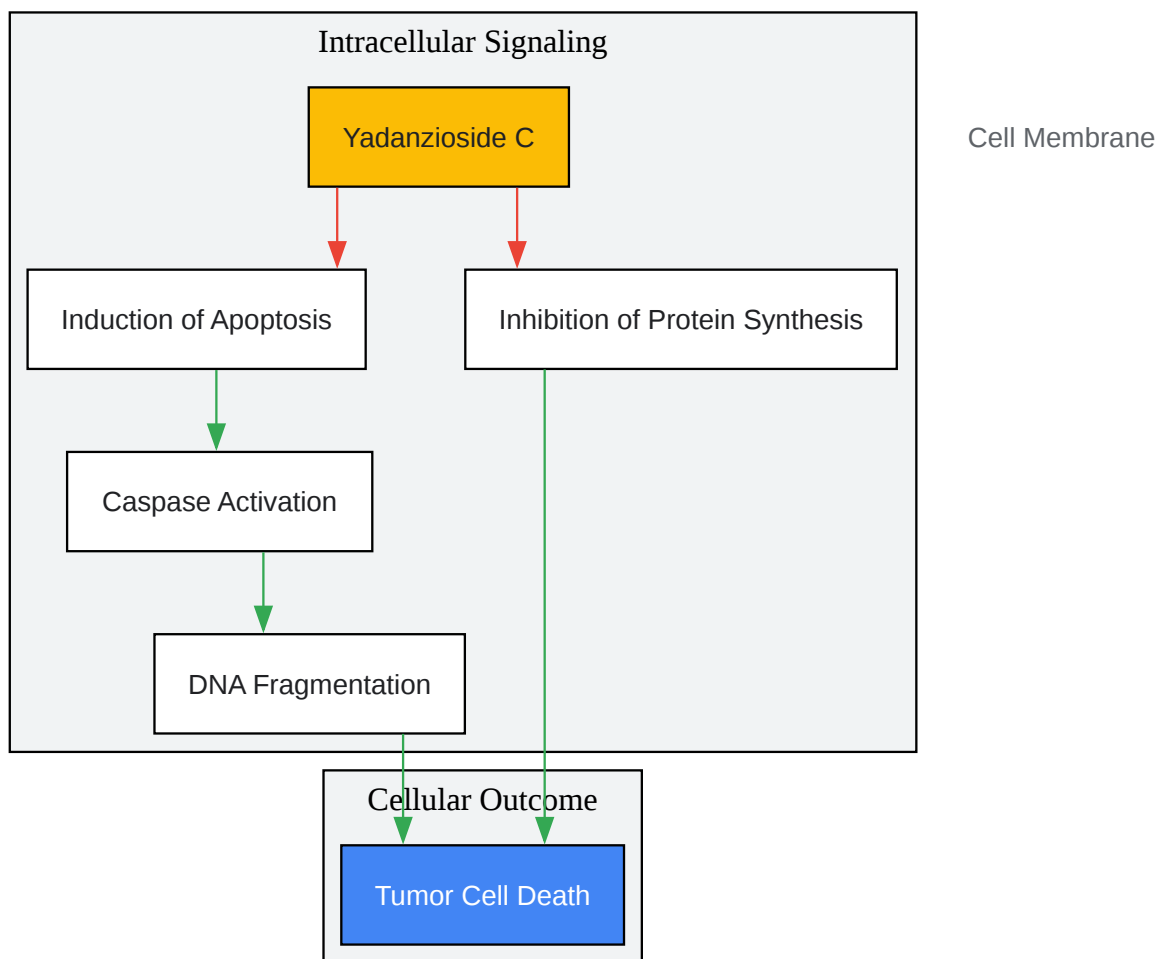 Intracellular Signaling
Yadanzioside C
Cell Membrane
Induction of Apoptosis
Inhibition of Protein Synthesis
Caspase Activation
DNA Fragmentation
Cellular Outcome
Tumor Cell Death